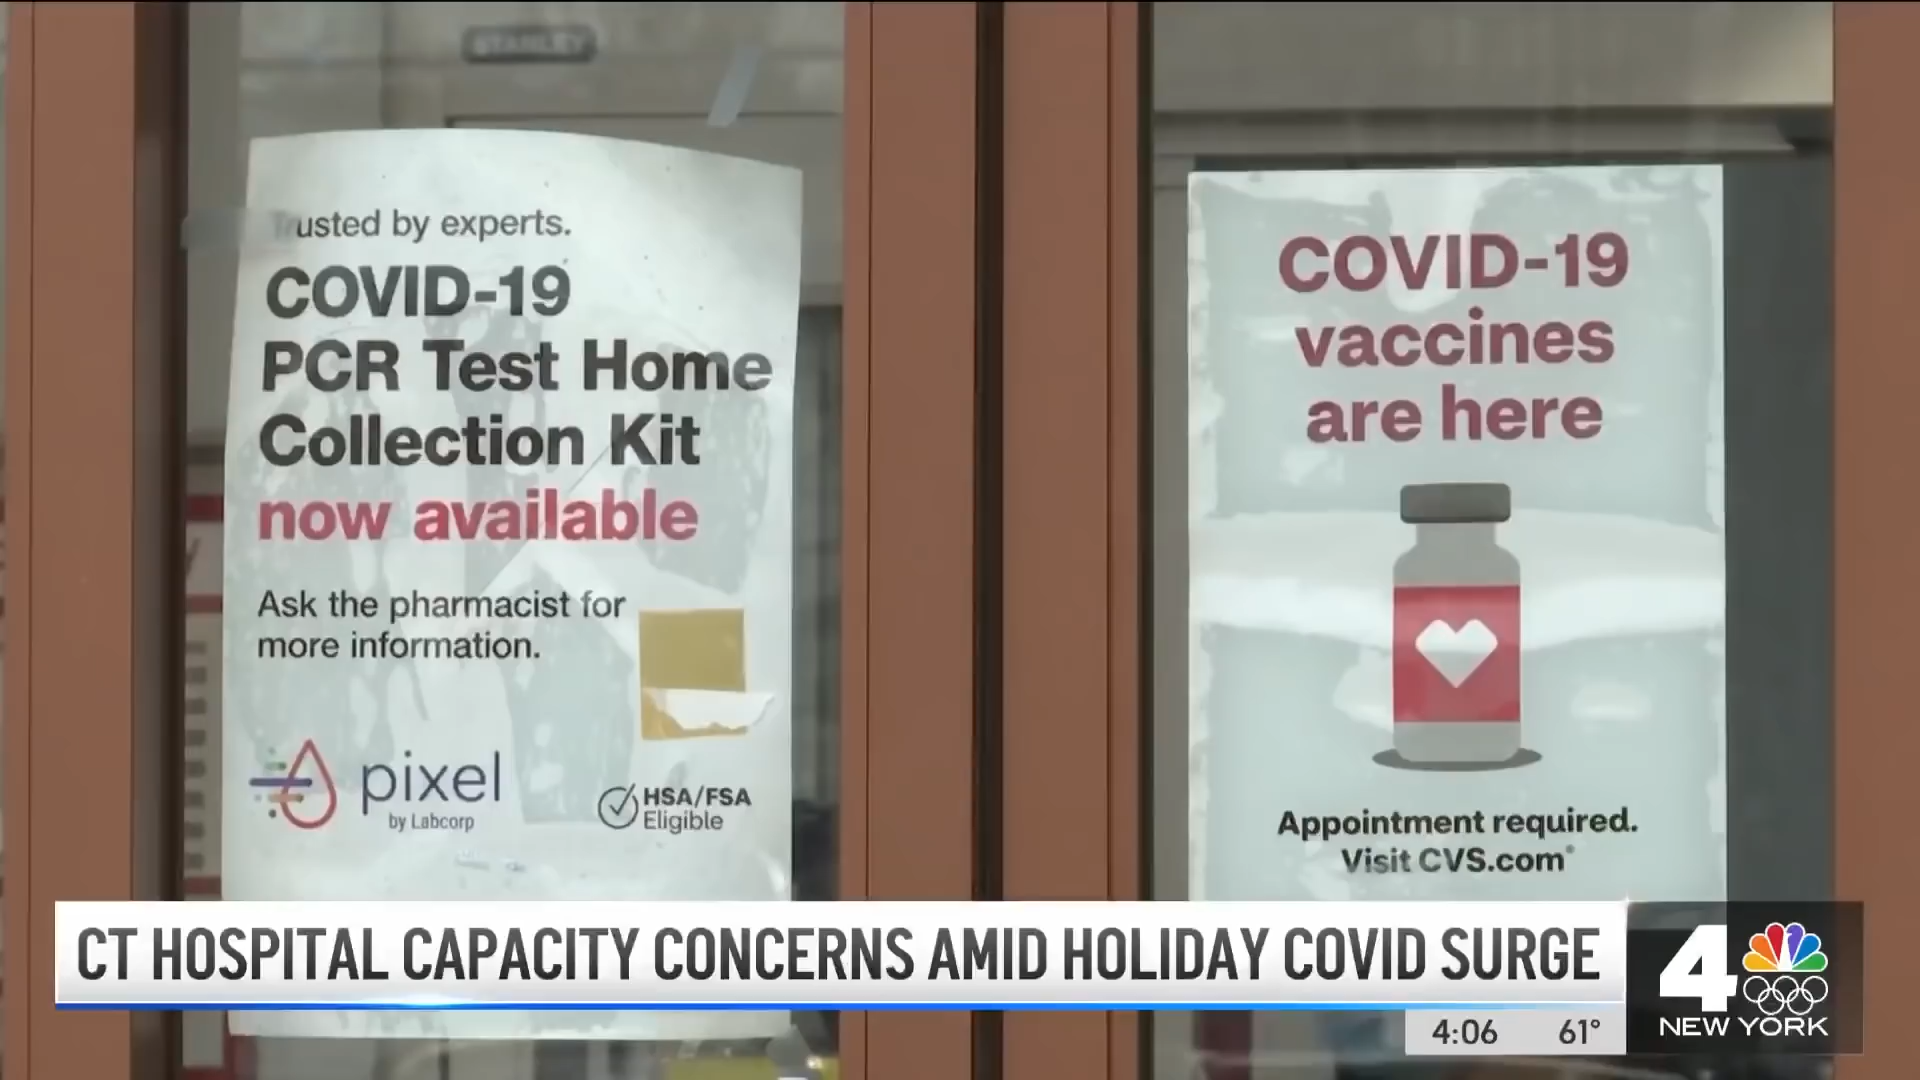 STANLEY
Trusted by experts.
COVID-19
PCR Test Home
Collection Kit
now available
Ask the pharmacist for
more information.
pixel
by Labcorp
HSA/FSA
Eligible
COVID-19
vaccines
are here
Appointment required.
Visit CVS.com®
CT HOSPITAL CAPACITY CONCERNS AMID HOLIDAY COVID SURGE
4
NEW YORK
4:06 61°